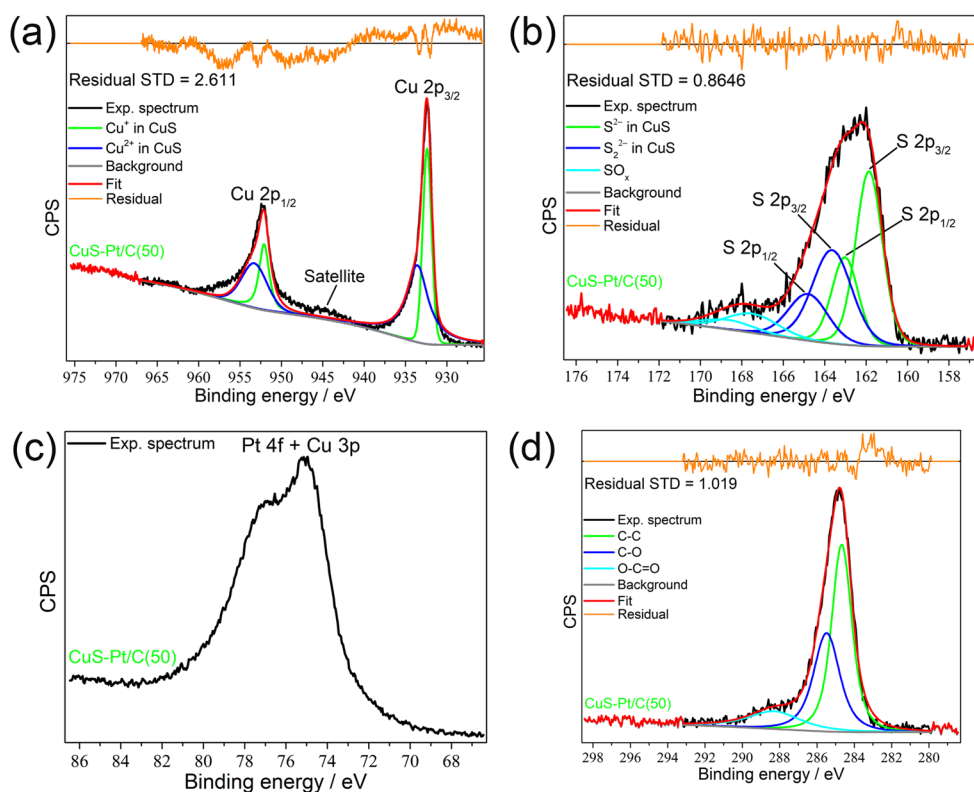 (a)
Residual STD = 2.611
Exp. spectrum
Cu⁺ in CuS
Cu²⁺ in CuS
Background
Fit
Residual
Cu 2p₃/₂
Cu 2p₁/₂
Satellite
CuS-Pt/C(50)
CPS
975 970 965 960 955 950 945 940 935 930
Binding energy / eV
(b)
Residual STD = 0.8646
Exp. spectrum
S²⁻ in CuS
S₂²⁻ in CuS
SOₓ
Background
Fit
Residual
S 2p₃/₂
S 2p₃/₂
S 2p₁/₂
S 2p₁/₂
CuS-Pt/C(50)
CPS
176 174 172 170 168 166 164 162 160 158
Binding energy / eV
(c)
Exp. spectrum
Pt 4f + Cu 3p
CuS-Pt/C(50)
CPS
86 84 82 80 78 76 74 72 70 68
Binding energy / eV
(d)
Residual STD = 1.019
Exp. spectrum
C-C
C-O
O-C=O
Background
Fit
Residual
CuS-Pt/C(50)
CPS
298 296 294 292 290 288 286 284 282 280
Binding energy / eV